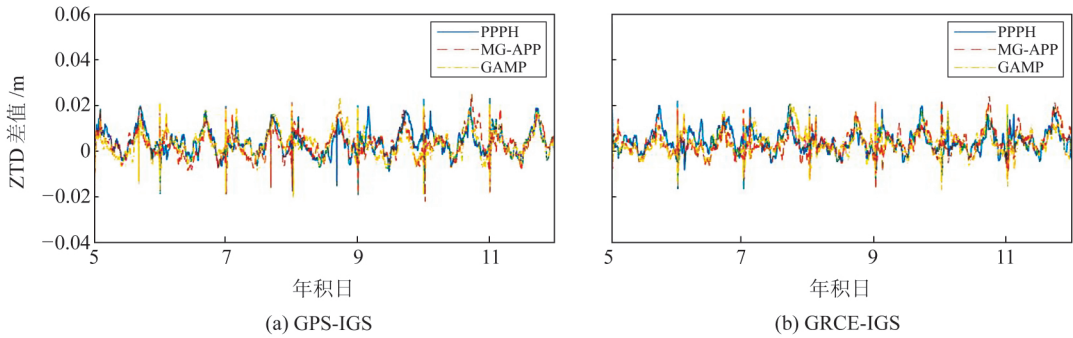 0.06
0.04
0.02
0
−0.02
−0.04
ZTD 差值 /m
PPPH
MG-APP
GAMP
5
7
9
11
年积日
(a) GPS-IGS
PPPH
MG-APP
GAMP
5
7
9
11
年积日
(b) GRCE-IGS